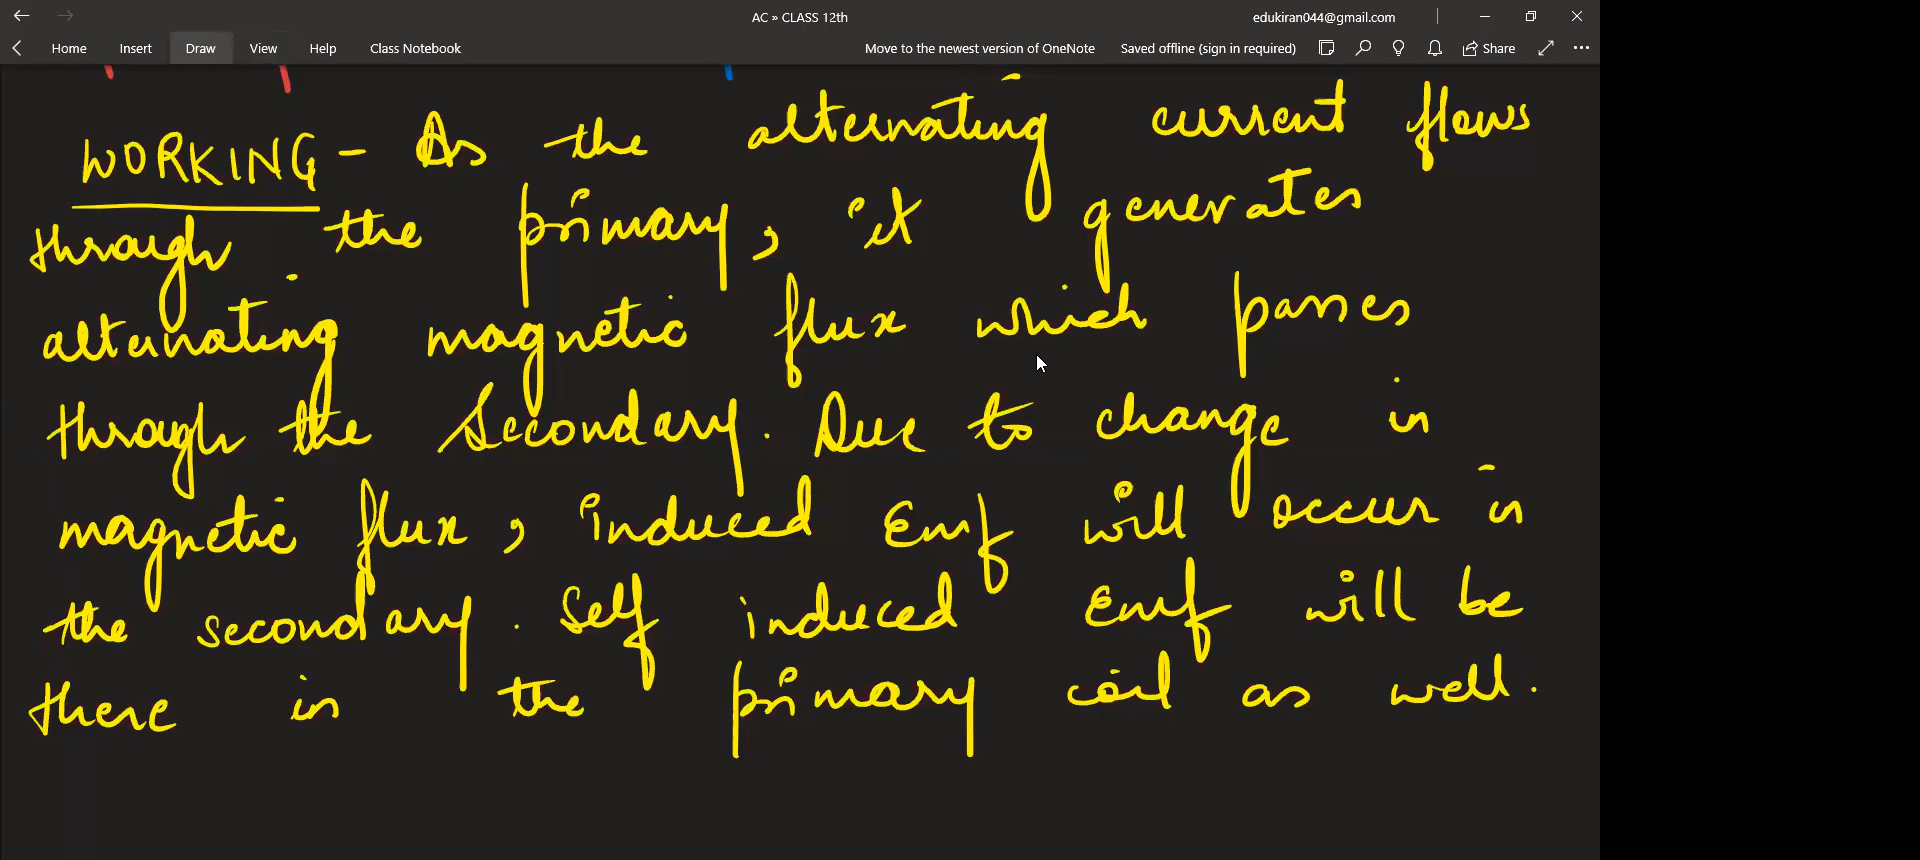 AC » CLASS 12th
edukiran044@gmail.com
Home Insert Draw View Help Class Notebook
Move to the newest version of OneNote Saved offline (sign in required) Share
WORKING - As the alternating current flows
through the primary, it generates
alternating magnetic flux which passes
through the secondary. Due to change in
magnetic flux, induced Emf will occur in
the secondary. Self induced Emf will be
there in the primary coil as well.